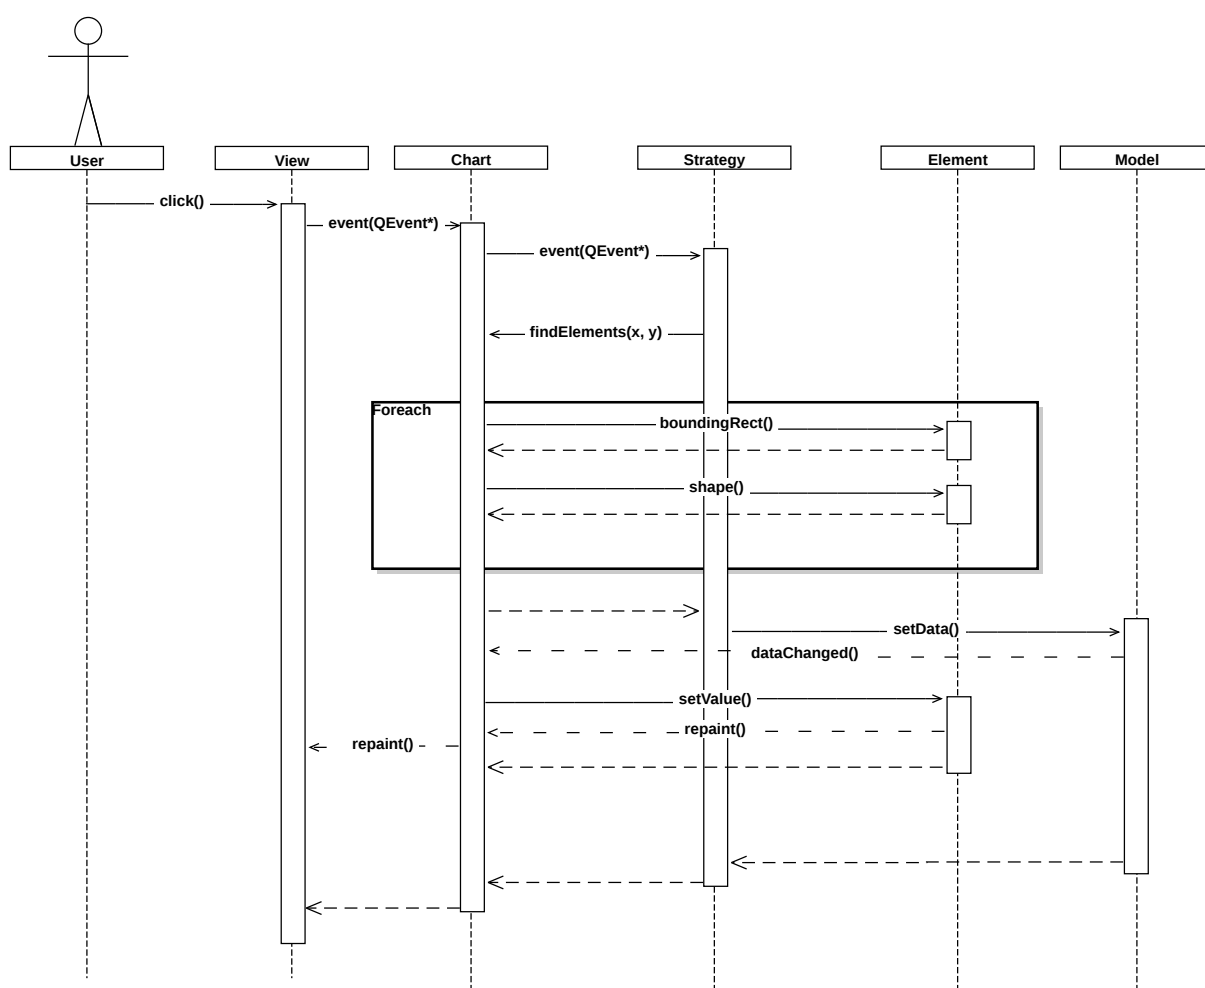 User
View
Chart
Strategy
Element
Model
click()
event(QEvent*)
event(QEvent*)
findElements(x, y)
Foreach
boundingRect()
shape()
setData()
dataChanged()
setValue()
repaint()
repaint()